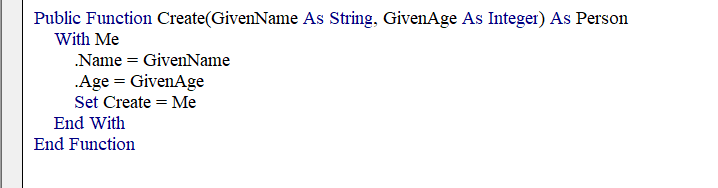 Public Function Create(GivenName As String, GivenAge As Integer) As Person
With Me
.Name = GivenName
.Age = GivenAge
Set Create = Me
End With
End Function